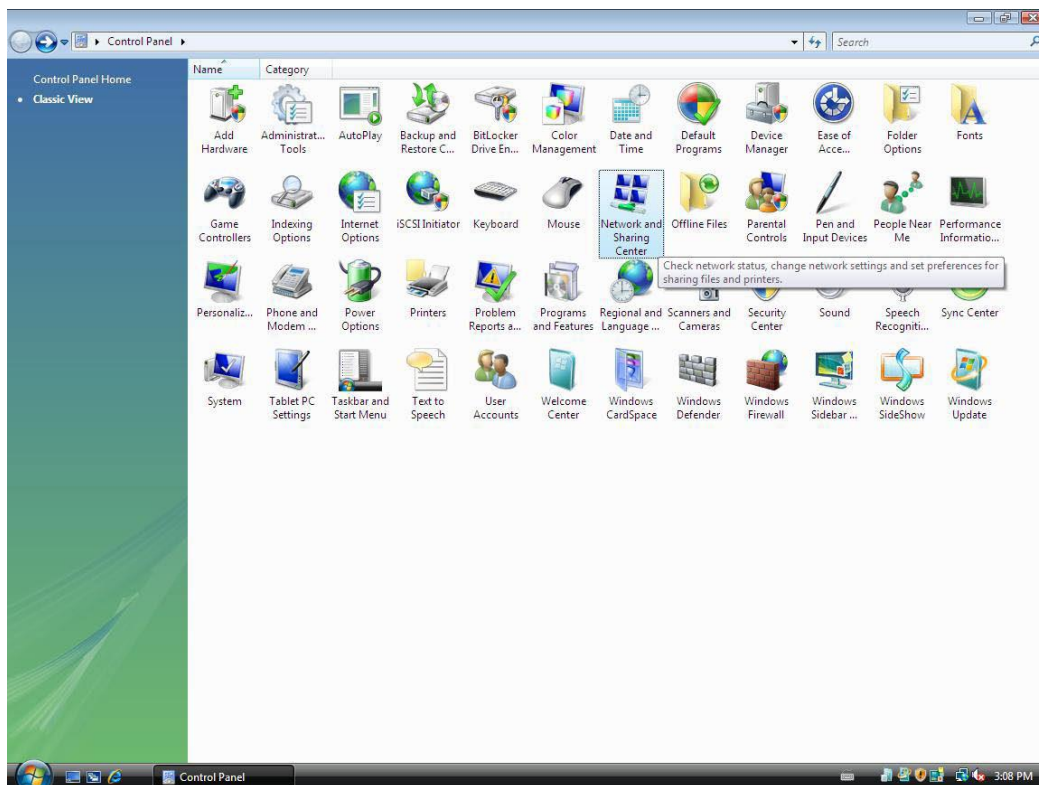 Control Panel
Search
Control Panel Home
Classic View
Name Category
Add Hardware
Administrat... Tools
AutoPlay
Backup and Restore C...
BitLocker Drive En...
Color Management
Date and Time
Default Programs
Device Manager
Ease of Acce...
Folder Options
Fonts
Game Controllers
Indexing Options
Internet Options
iSCSI Initiator
Keyboard
Mouse
Network and Sharing Center
Offline Files
Parental Controls
Pen and Input Devices
People Near Me
Performance Informatio...
Check network status, change network settings and set preferences for
sharing files and printers.
Personaliz...
Phone and Modem ...
Power Options
Printers
Problem Reports a...
Programs and Features
Regional and Language ...
Scanners and Cameras
Security Center
Sound
Speech Recogniti...
Sync Center
System
Tablet PC Settings
Taskbar and Start Menu
Text to Speech
User Accounts
Welcome Center
Windows CardSpace
Windows Defender
Windows Firewall
Windows Sidebar ...
Windows SideShow
Windows Update
Control Panel
3:08 PM